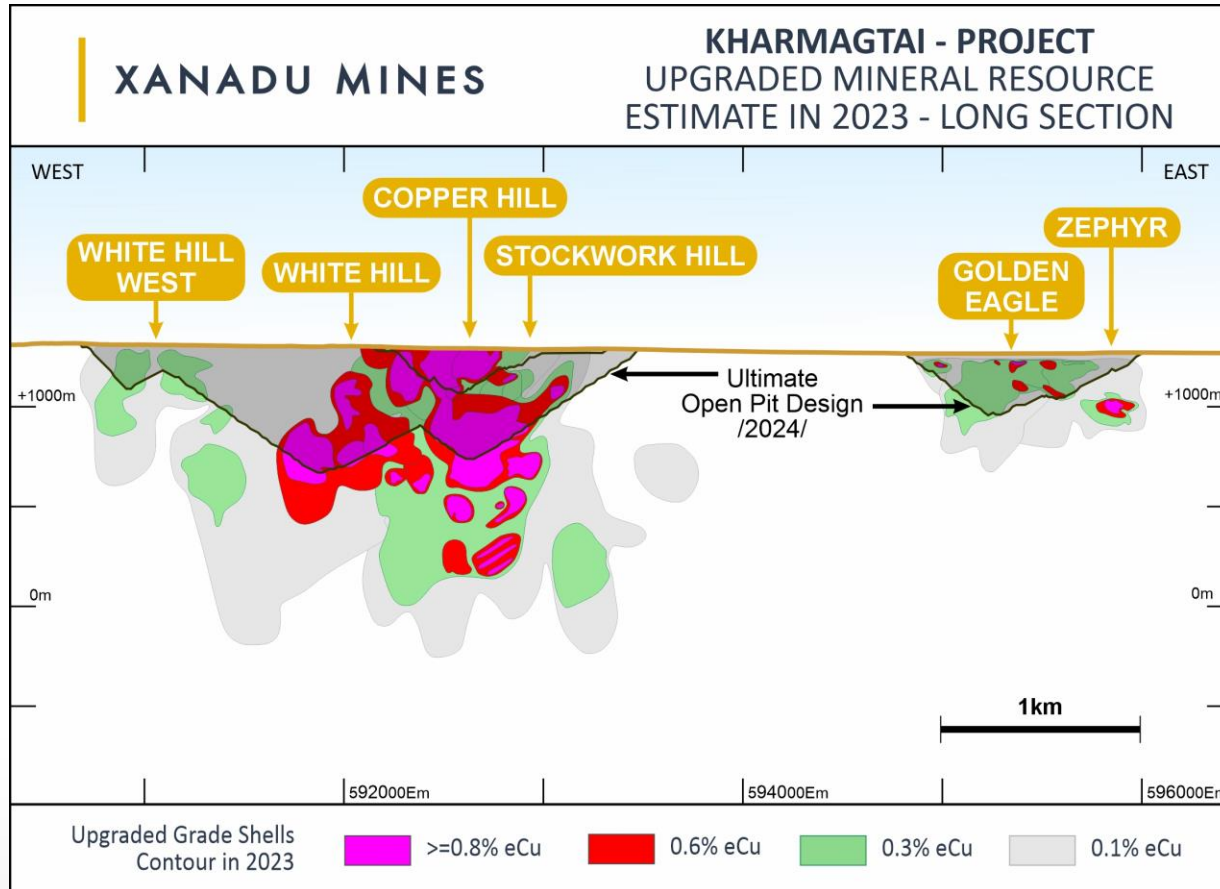 XANADU MINES
KHARMAGTAI - PROJECT
UPGRADED MINERAL RESOURCE
ESTIMATE IN 2023 - LONG SECTION
WEST
EAST
COPPER HILL
WHITE HILL
WEST
WHITE HILL
STOCKWORK HILL
ZEPHYR
GOLDEN
EAGLE
+1000m
Ultimate
Open Pit Design
/2024/
+1000m
0m
0m
1km
592000Em
594000Em
596000Em
Upgraded Grade Shells
Contour in 2023
>=0.8% eCu
0.6% eCu
0.3% eCu
0.1% eCu